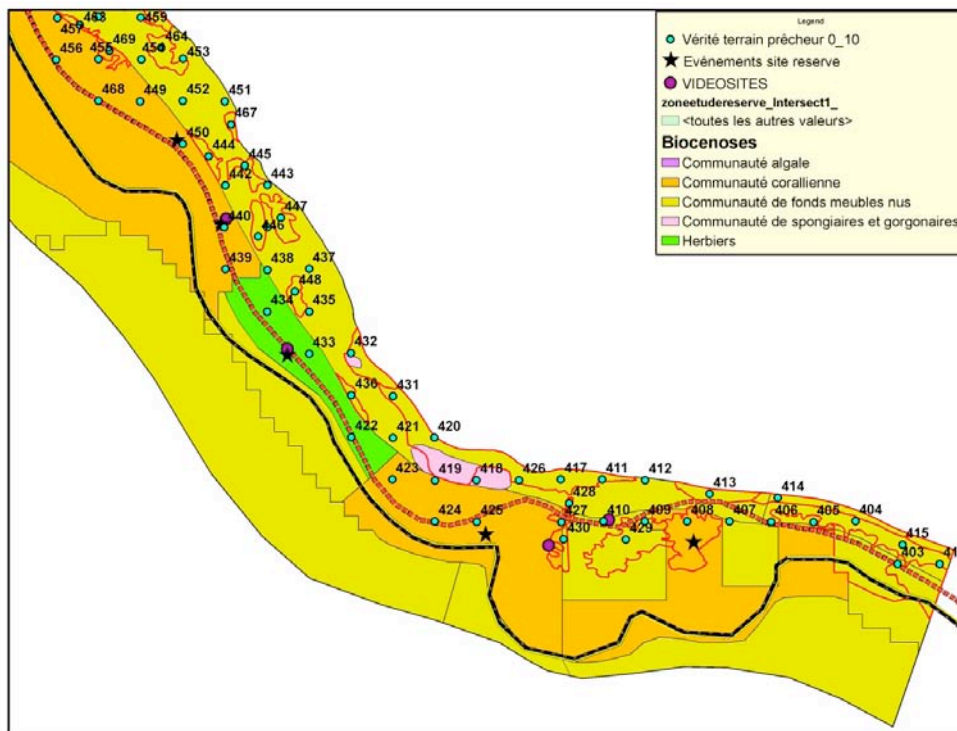 Legend
Vérité terrain prêcheur 0_10
Evénements site reserve
VIDEOSITES
zoneetudereserve_Intersect1_
<toutes les autres valeurs>
Biocenoses
Communauté algale
Communauté corallienne
Communauté de fonds meubles nus
Communauté de spongiaires et gorgonaires
Herbiers
463 459
457
469 464
456 455 454 453
468 449 452 451
467
450
444 445
442 443
447
440 446
439 438 437
448
434 435
433 432
436 431
422 421 420
423 419 418 426 417 411 412
413 414
428
424 425 427 410 409 408 407 406 405 404
430 429
415
403 41